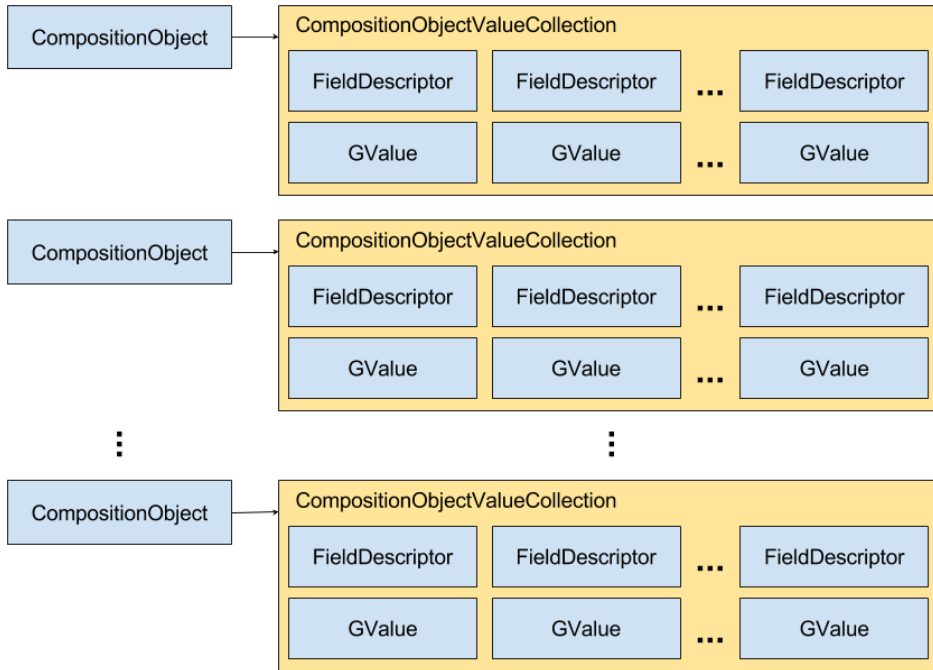 CompositionObject
CompositionObjectValueCollection
FieldDescriptor FieldDescriptor ... FieldDescriptor
GValue GValue ... GValue
CompositionObject
CompositionObjectValueCollection
FieldDescriptor FieldDescriptor ... FieldDescriptor
GValue GValue ... GValue
... ...
CompositionObject
CompositionObjectValueCollection
FieldDescriptor FieldDescriptor ... FieldDescriptor
GValue GValue ... GValue